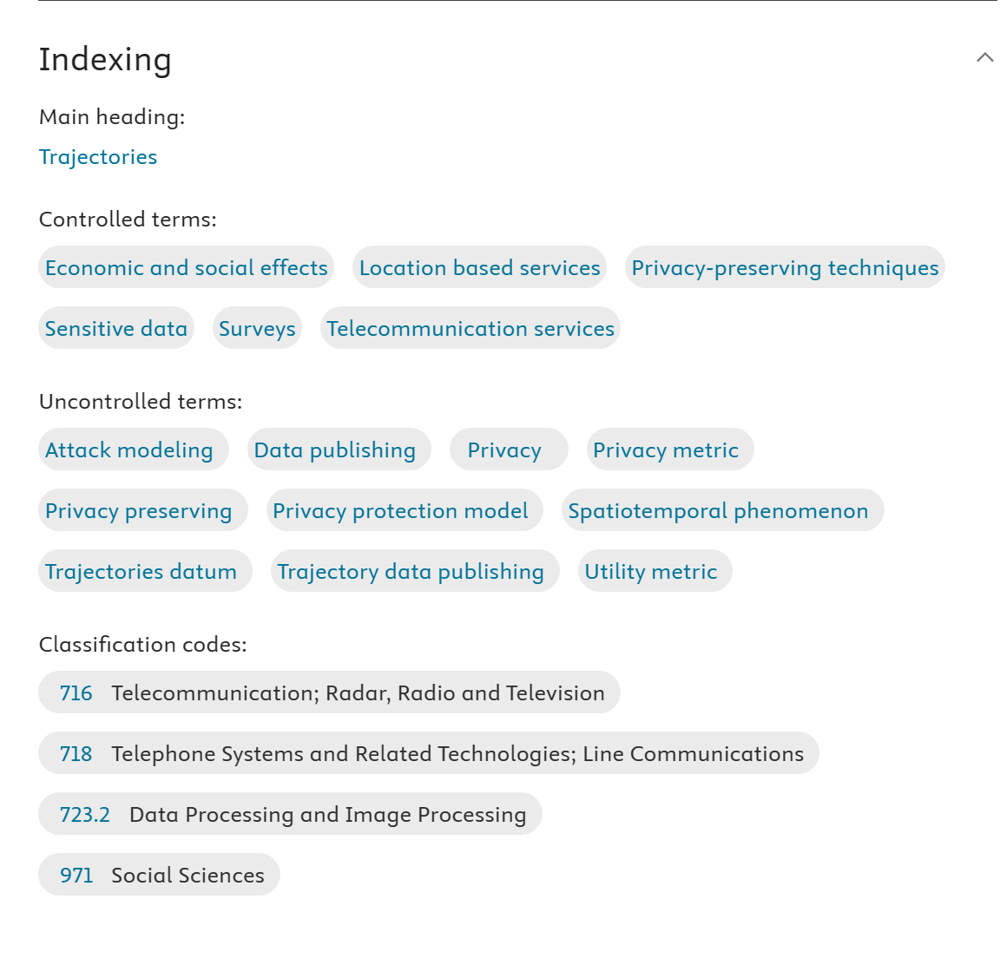 Indexing
Main heading:
Trajectories
Controlled terms:
Economic and social effects Location based services Privacy-preserving techniques
Sensitive data Surveys Telecommunication services
Uncontrolled terms:
Attack modeling Data publishing Privacy Privacy metric
Privacy preserving Privacy protection model Spatiotemporal phenomenon
Trajectories datum Trajectory data publishing Utility metric
Classification codes:
716 Telecommunication; Radar, Radio and Television
718 Telephone Systems and Related Technologies; Line Communications
723.2 Data Processing and Image Processing
971 Social Sciences